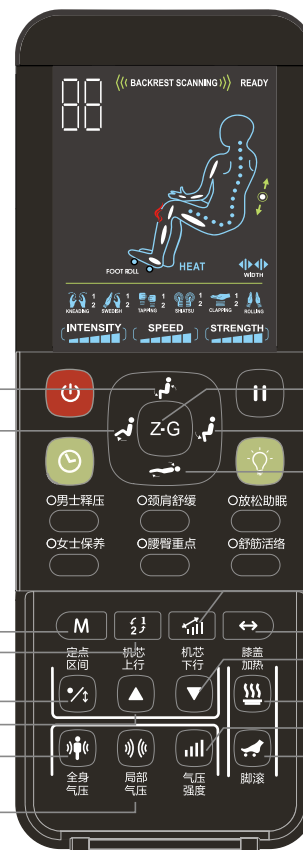 88
((( BACKREST SCANNING ))) READY
FOOT ROLL
HEAT
WIDTH
KNEADING 1 2
SWEDISH 1 2
TAPPING 1 2
SHIATSU 1 2
CLAPPING 1 2
ROLLING
INTENSITY SPEED STRENGTH
Z·G
男士释压 颈肩舒缓 放松助眠
女士保养 腰臀重点 舒筋活络
M
1
2
定点区间 机芯上行 机芯下行 膝盖加热
全身气压 局部气压 气压强度 脚滚